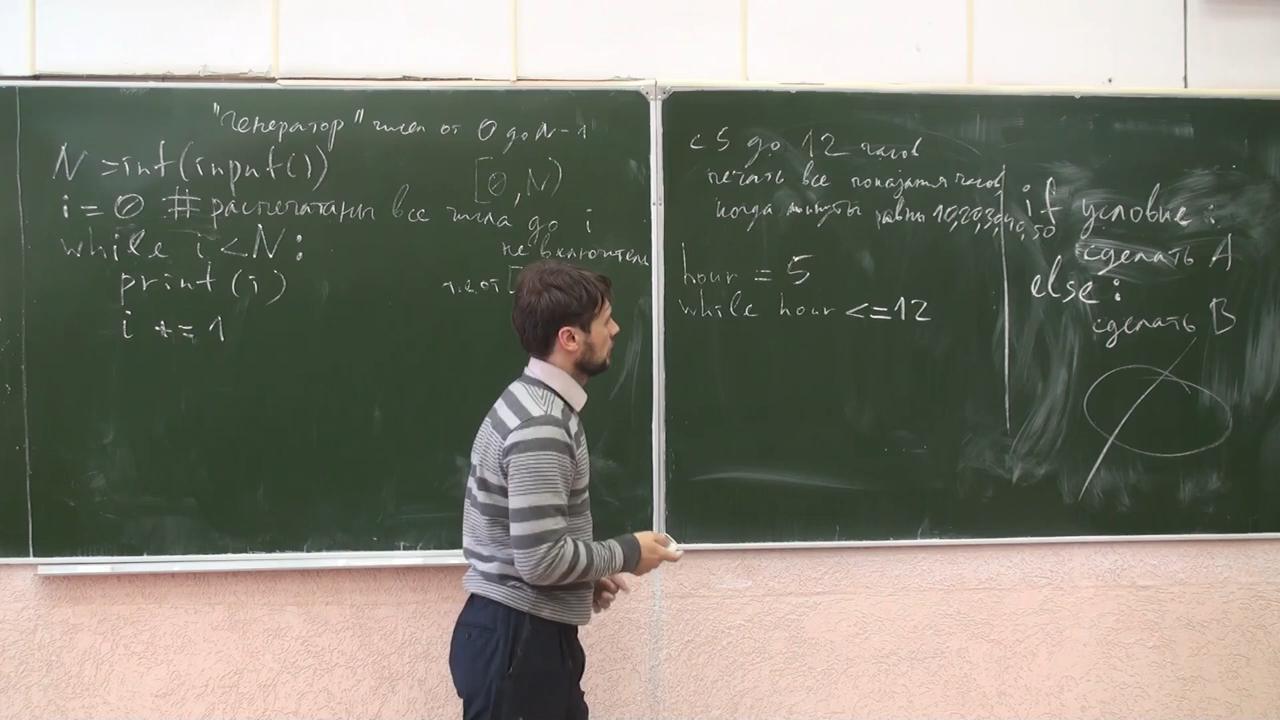 "Генератор" чисел от 0 до N-1
N = int(input())
[0, N)
i = 0 # распечатаны все числа до i
не включительно
while i < N:
print(i)
т.е. от [
i += 1
с 5 до 12 часов
печать все показания часов,
когда минуты равны 10,20,30,40,50
hour = 5
while hour <= 12
if условие:
сделать A
else:
сделать B